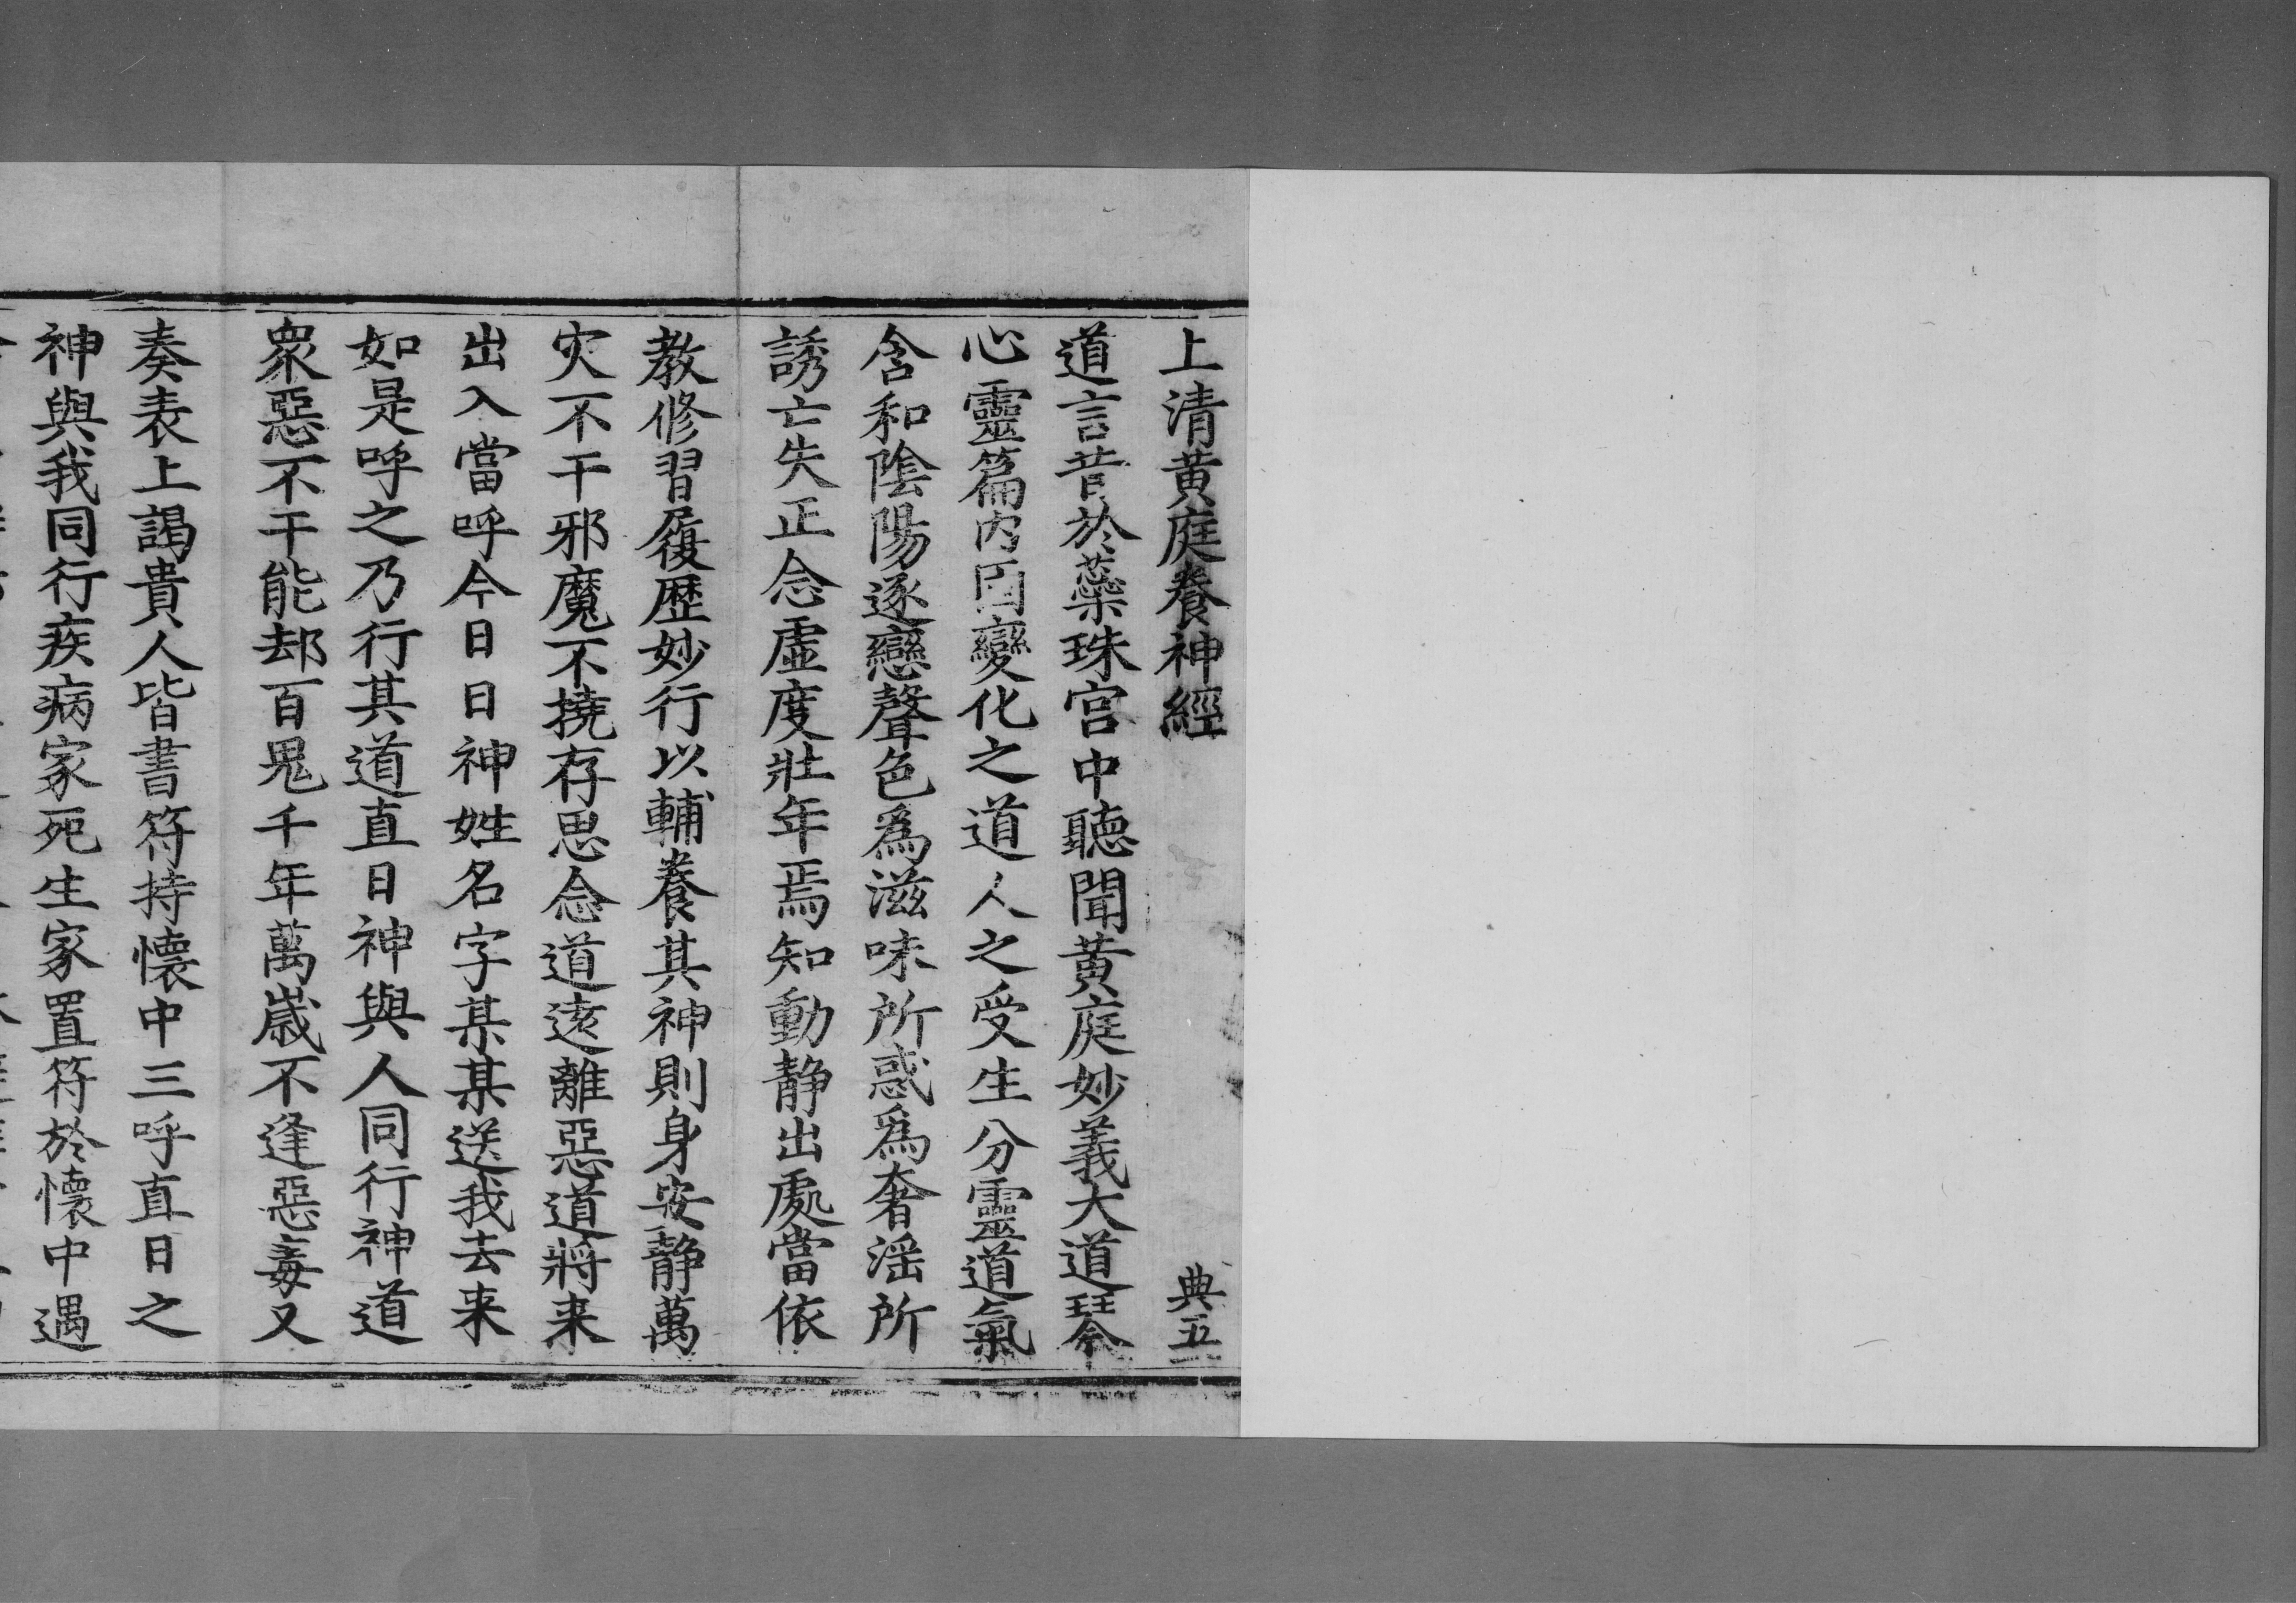 上清黄庭養神經 典五
道言昔於蘂珠宫中聽聞黄庭妙義大道琴
心靈篇内固變化之道人之受生分靈道氣
含和陰陽逐戀聲色為滋味所惑為奢滛所
誘亡失正念虚度壯年焉知動静出處當依
教修習履歷妙行以輔養其神則身安静萬
灾不干邪魔不撓存思念道逺離惡道將来
出入當呼今日日神姓名字某某送我去来
如是呼之乃行其道直日神與人同行神道
衆惡不干能却百鬼千年萬歳不逢惡毒又
奏表上謁貴人皆書符持懷中三呼直日之
神與我同行疾病家死生家置符於懷中遇